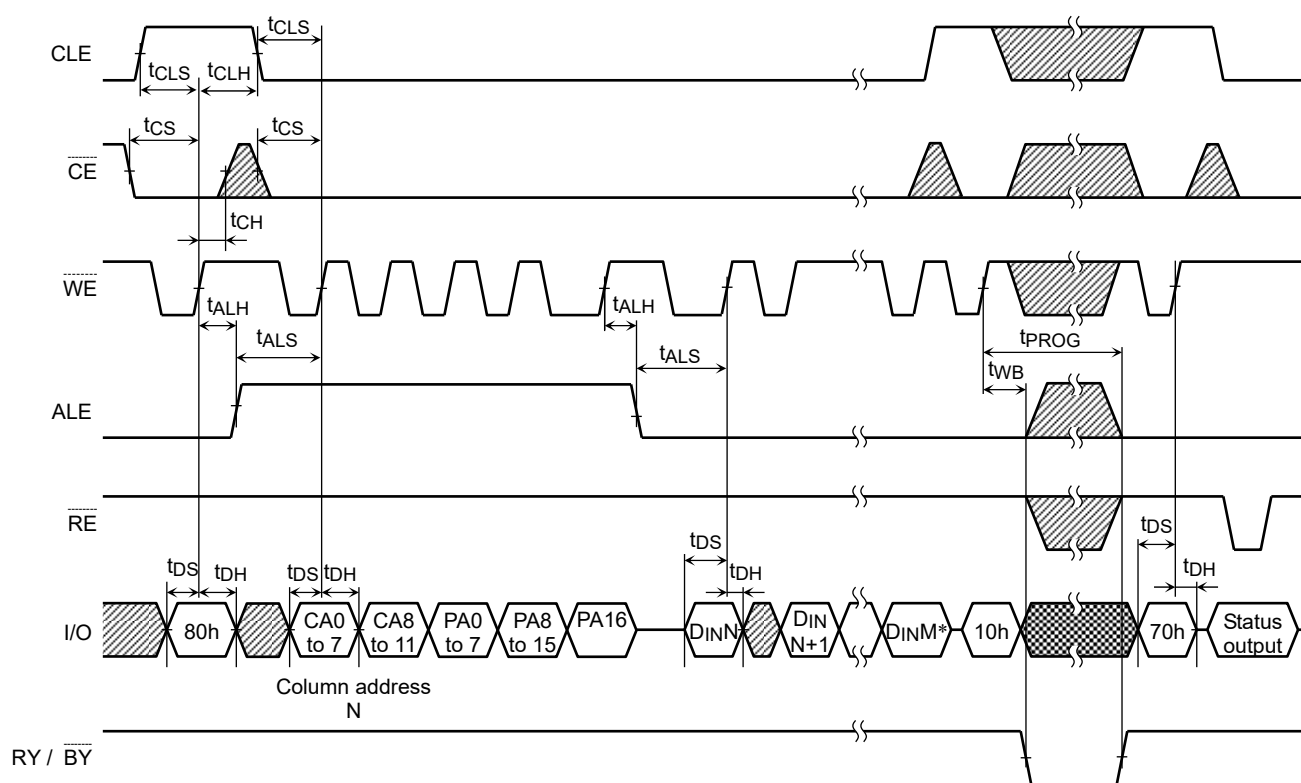 tCLS
CLE
tCLS tCLH
tCS tCS
CE
tCH
WE
tALH tALH
tALS tALS
tPROG
tWB
ALE
RE
tDS tDH tDS tDH tDS tDH tDS tDH
I/O 80h CA0 to 7 CA8 to 11 PA0 to 7 PA8 to 15 PA16 DINN DIN N+1 DINM* 10h 70h Status output
Column address
N
RY / BY